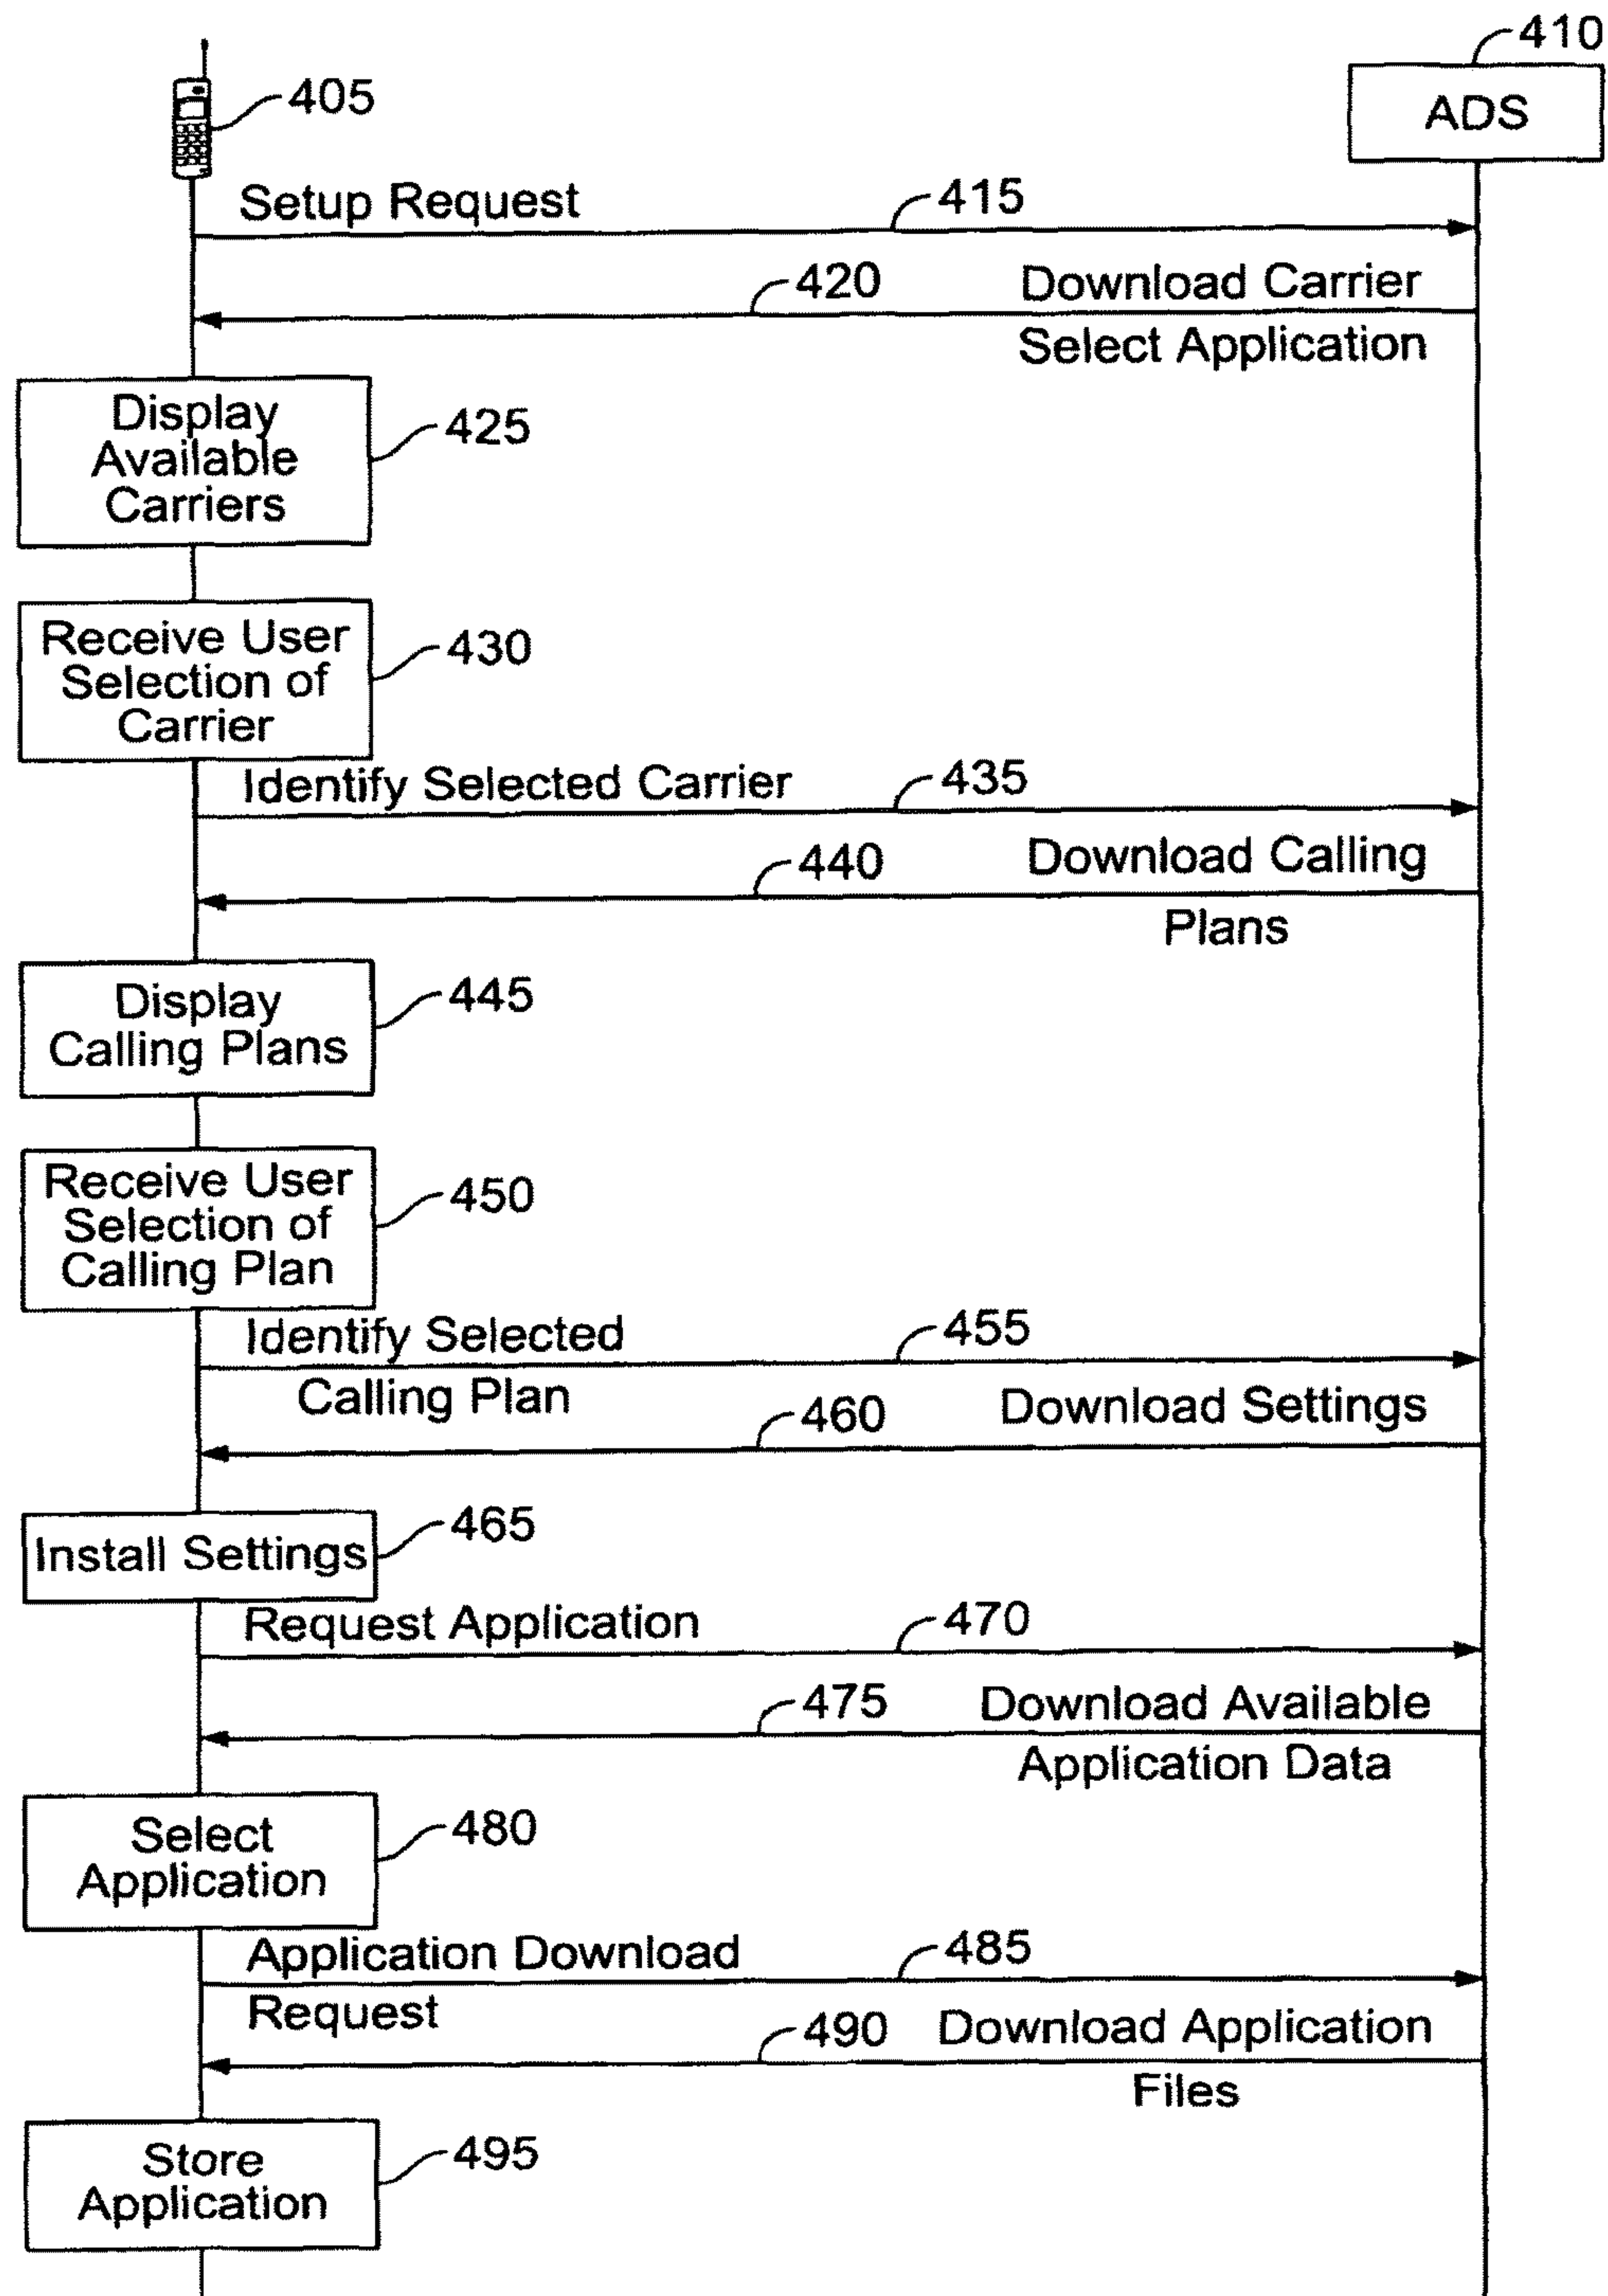 410
ADS
405
Setup Request
415
420
Download Carrier
Select Application
Display
Available
Carriers
425
Receive User
Selection of
Carrier
430
Identify Selected Carrier
435
440
Download Calling
Plans
Display
Calling Plans
445
Receive User
Selection of
Calling Plan
450
Identify Selected
Calling Plan
455
460
Download Settings
Install Settings
465
Request Application
470
475
Download Available
Application Data
Select
Application
480
Application Download
Request
485
490
Download Application
Files
Store
Application
495